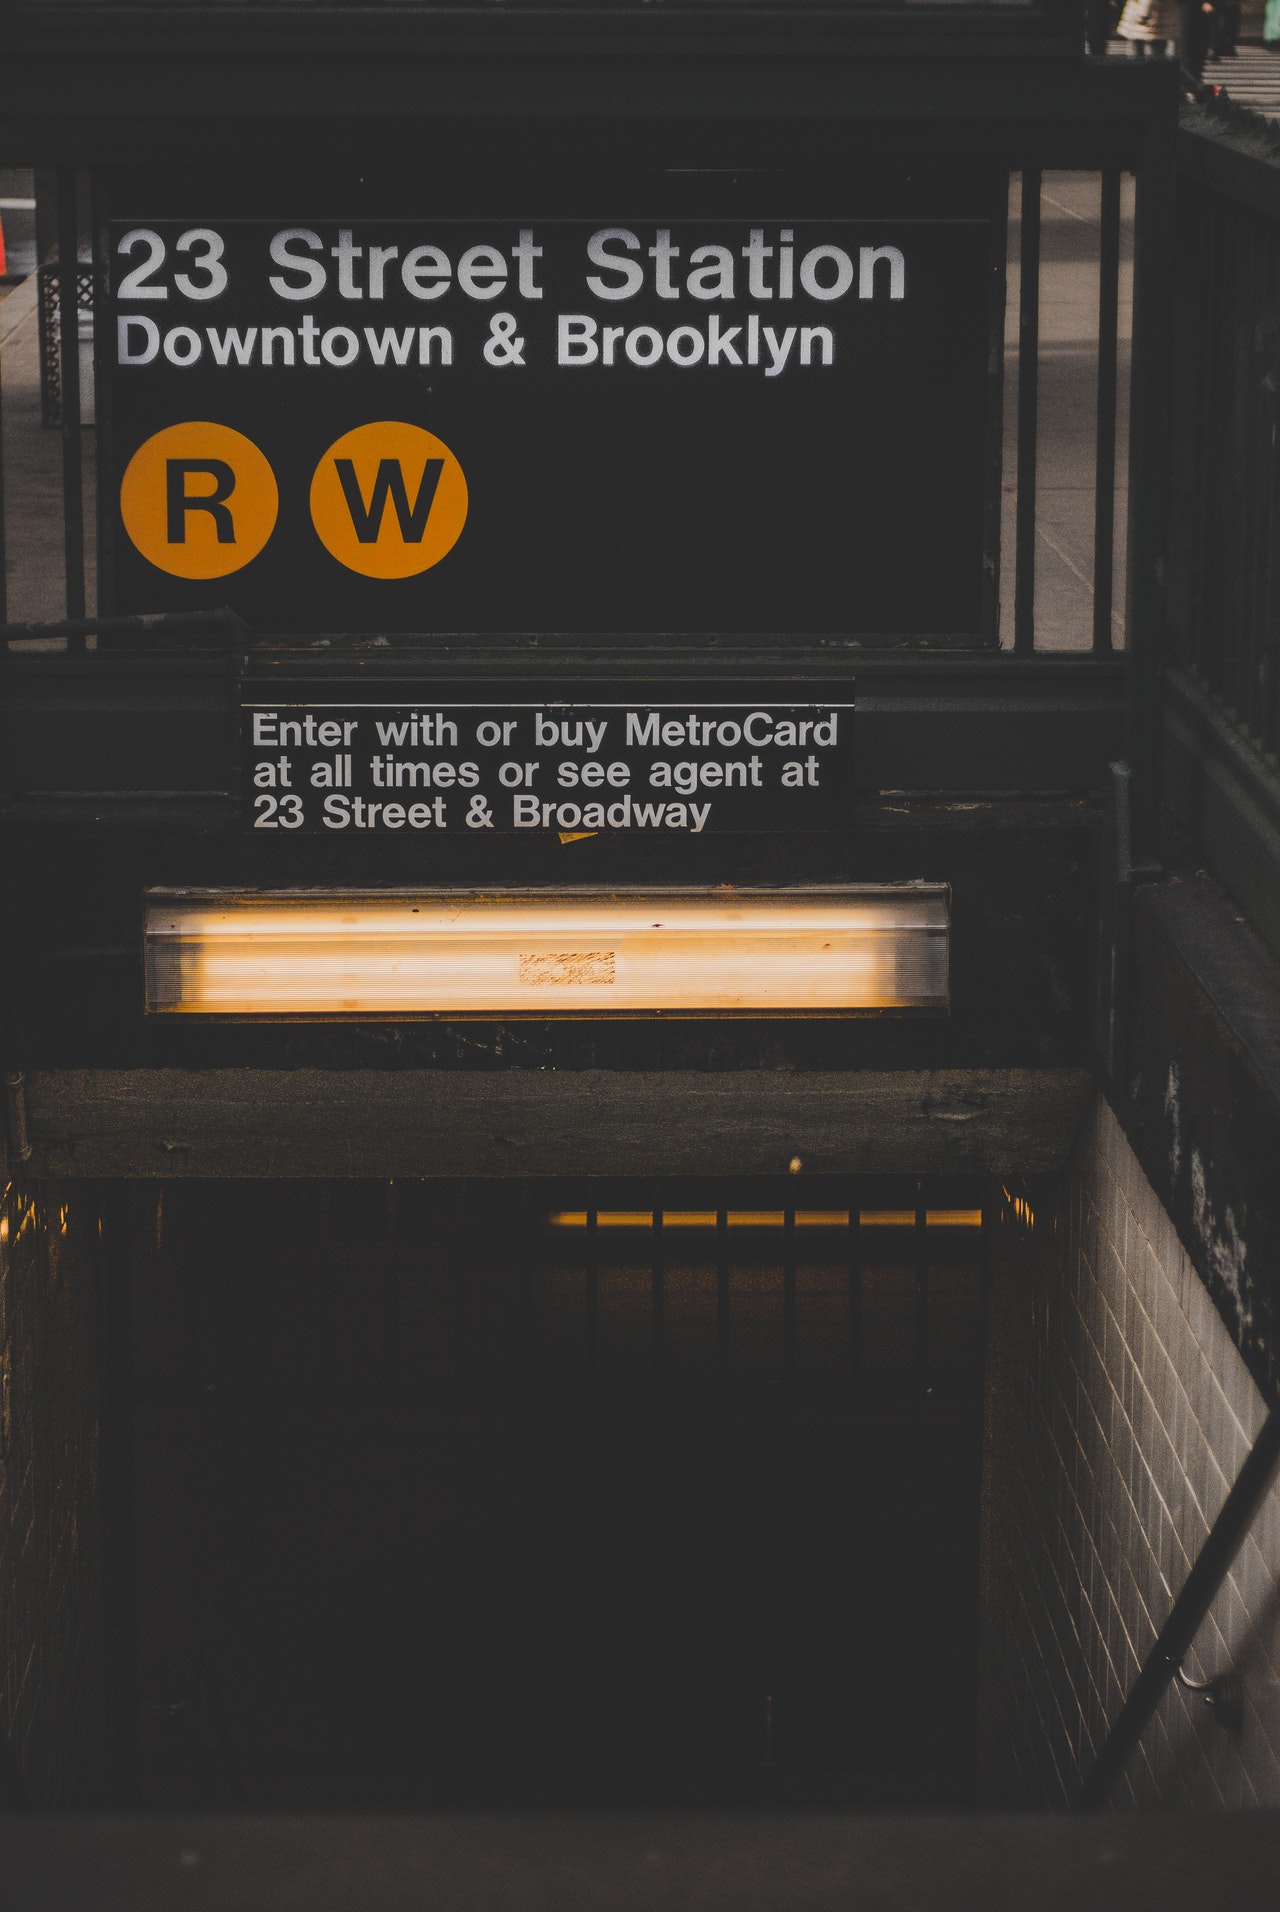 23 Street Station
Downtown & Brooklyn
R W
Enter with or buy MetroCard
at all times or see agent at
23 Street & Broadway